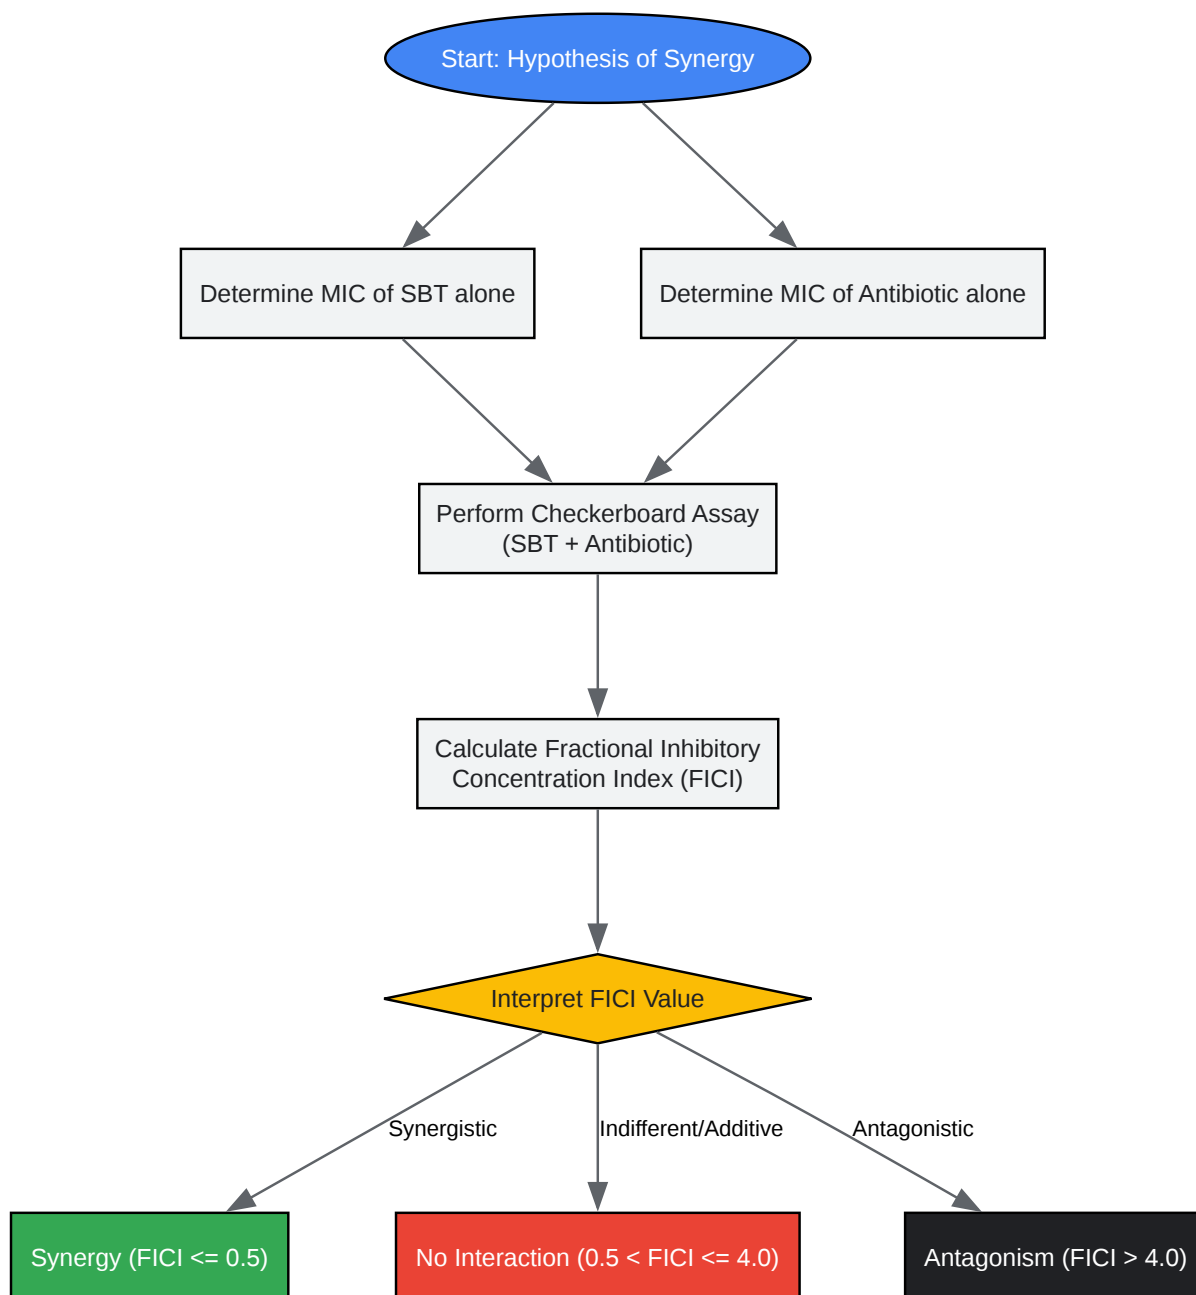 Start: Hypothesis of Synergy
Determine MIC of SBT alone
Determine MIC of Antibiotic alone
Perform Checkerboard Assay
(SBT + Antibiotic)
Calculate Fractional Inhibitory
Concentration Index (FICI)
Interpret FICI Value
Synergistic
Indifferent/Additive
Antagonistic
Synergy (FICI <= 0.5)
No Interaction (0.5 < FICI <= 4.0)
Antagonism (FICI > 4.0)